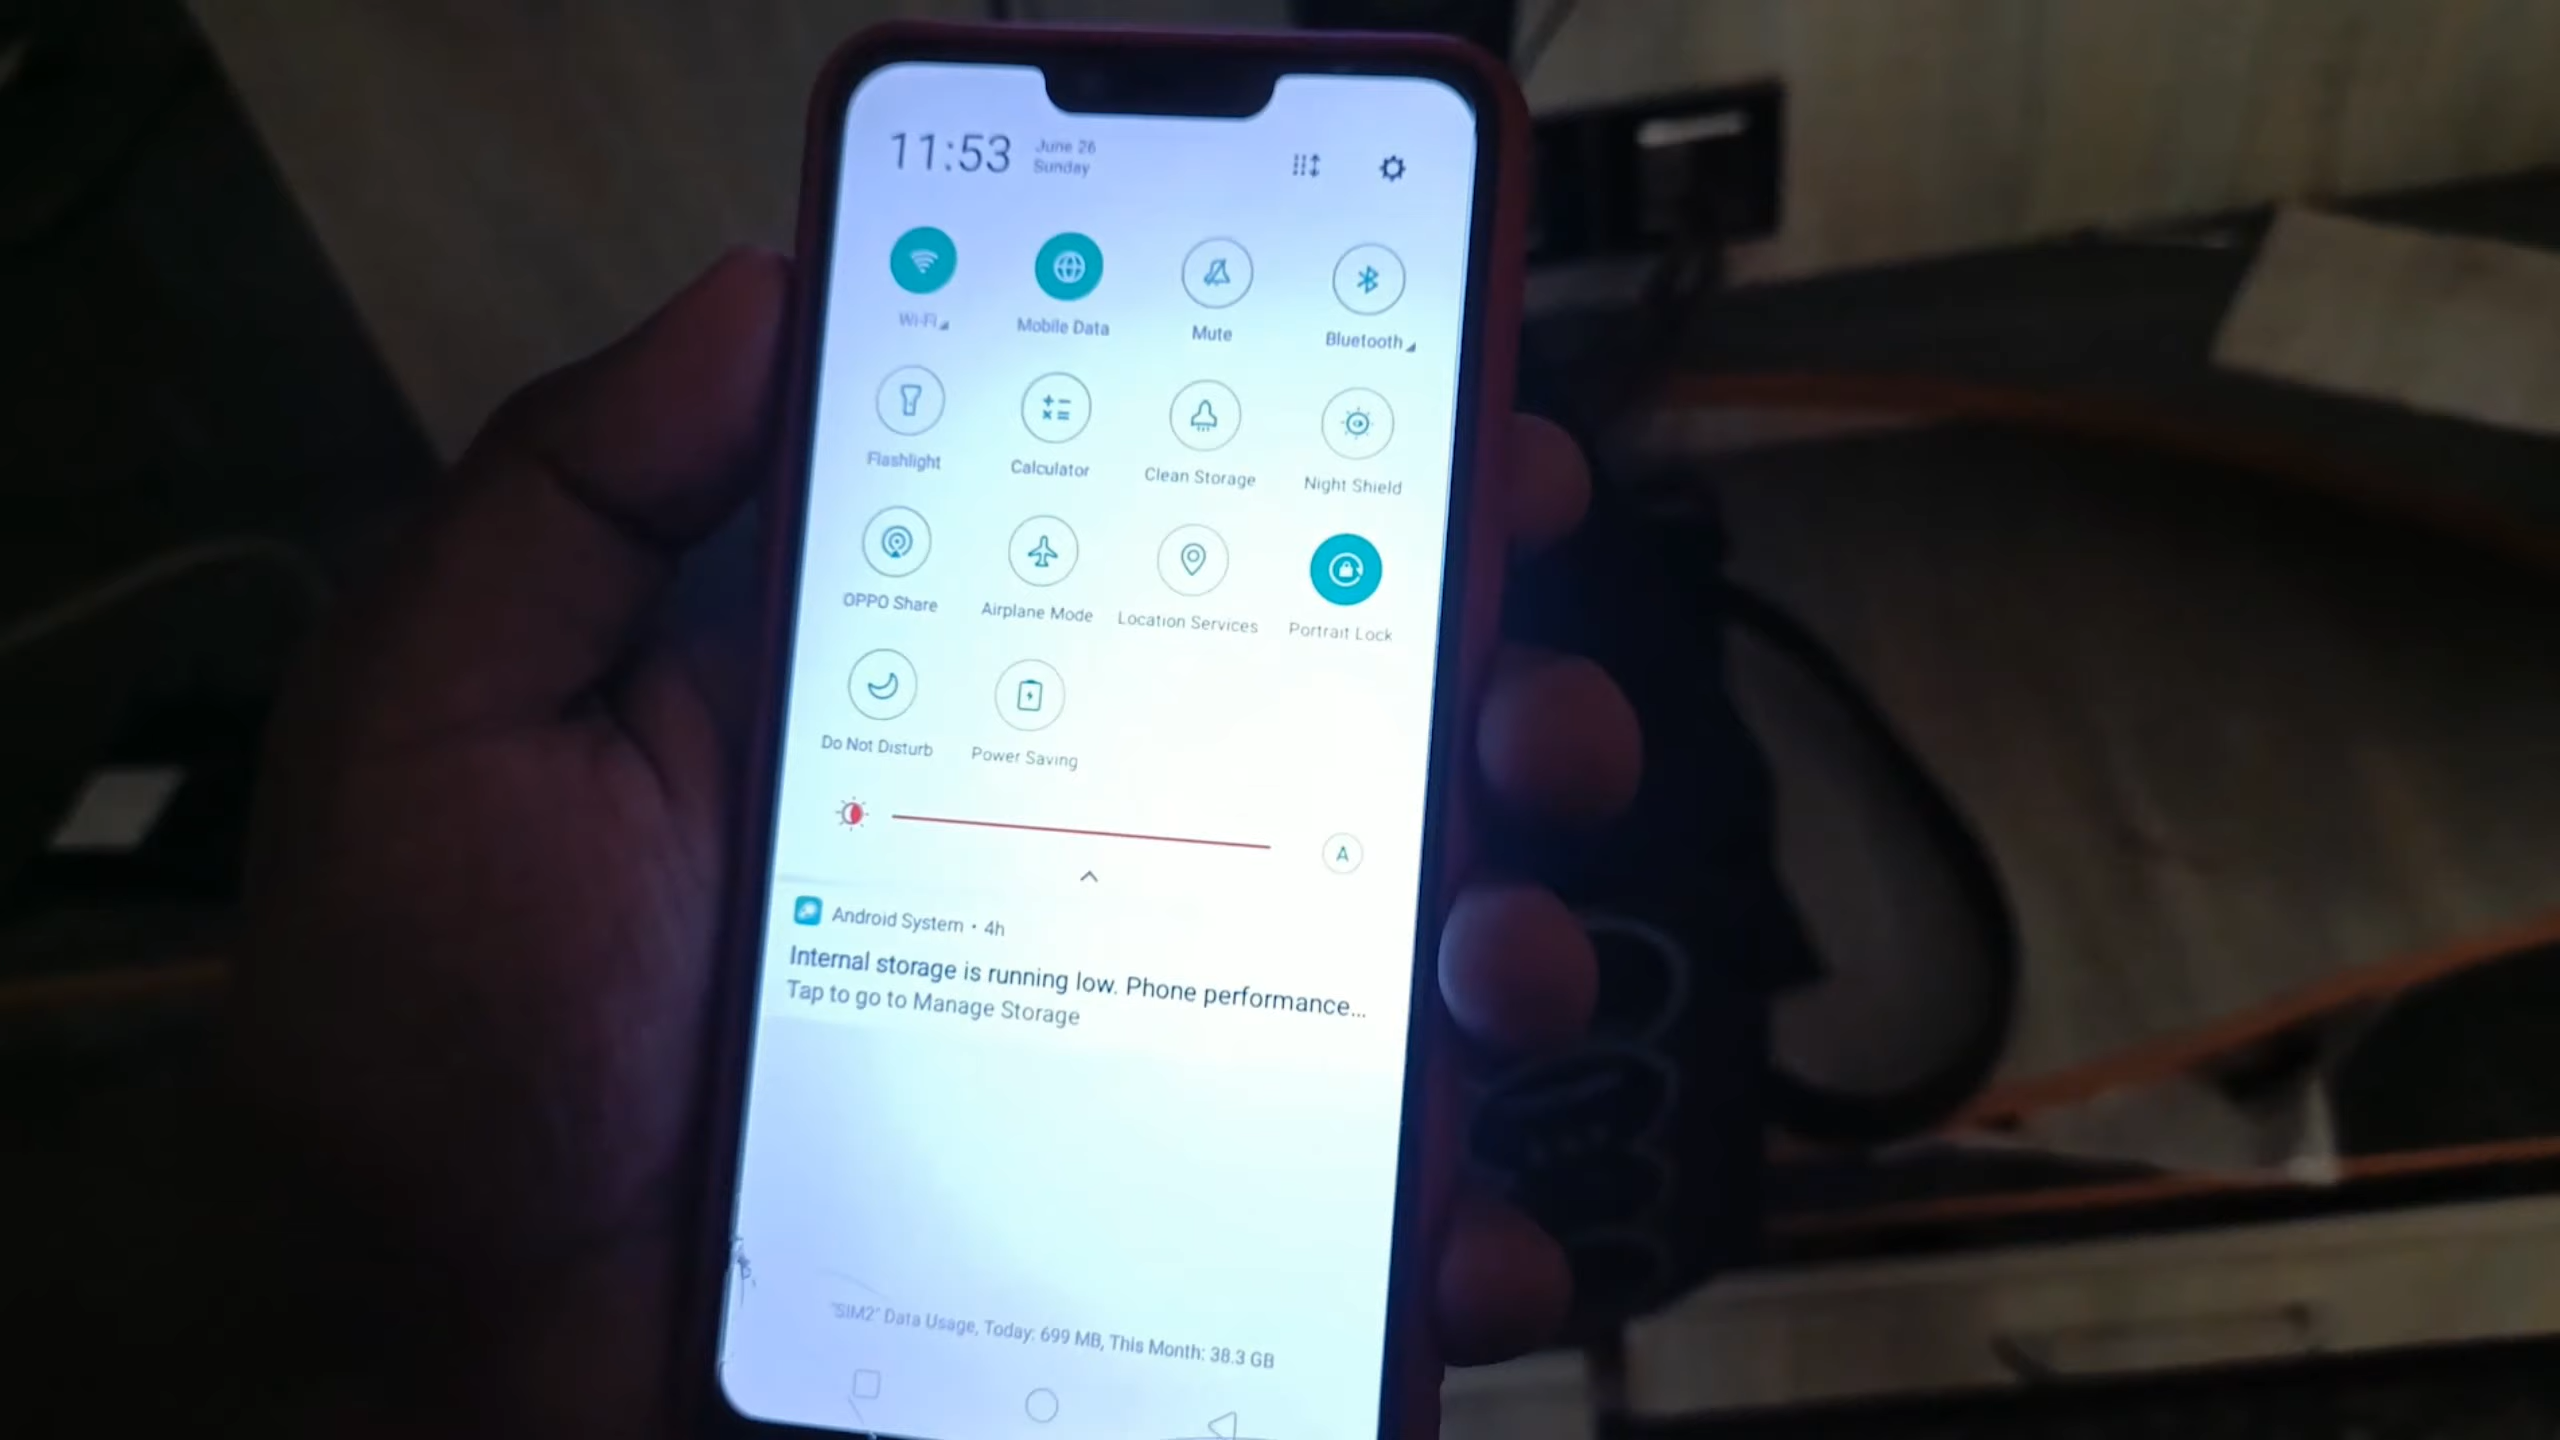 11:53
June 26
Sunday
Wi-Fi
Mobile Data
Mute
Bluetooth
Flashlight
Calculator
Clean Storage
Night Shield
OPPO Share
Airplane Mode
Location Services
Portrait Lock
Do Not Disturb
Power Saving
A
Android System • 4h
Internal storage is running low. Phone performance...
Tap to go to Manage Storage
"SIM2" Data Usage, Today: 699 MB, This Month: 38.3 GB